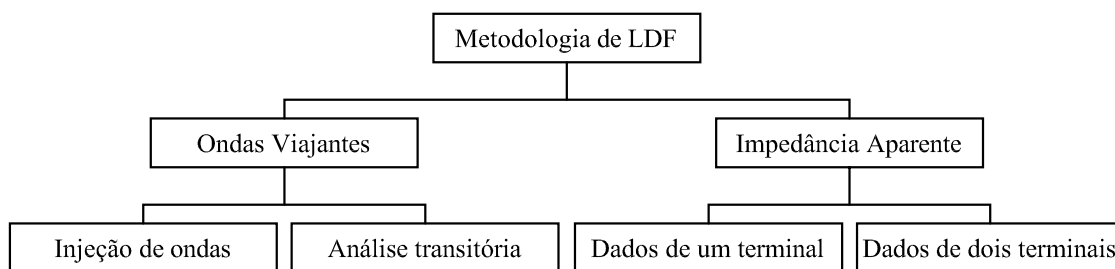 Metodologia de LDF
Ondas Viajantes
Impedância Aparente
Injeção de ondas
Análise transitória
Dados de um terminal
Dados de dois terminais